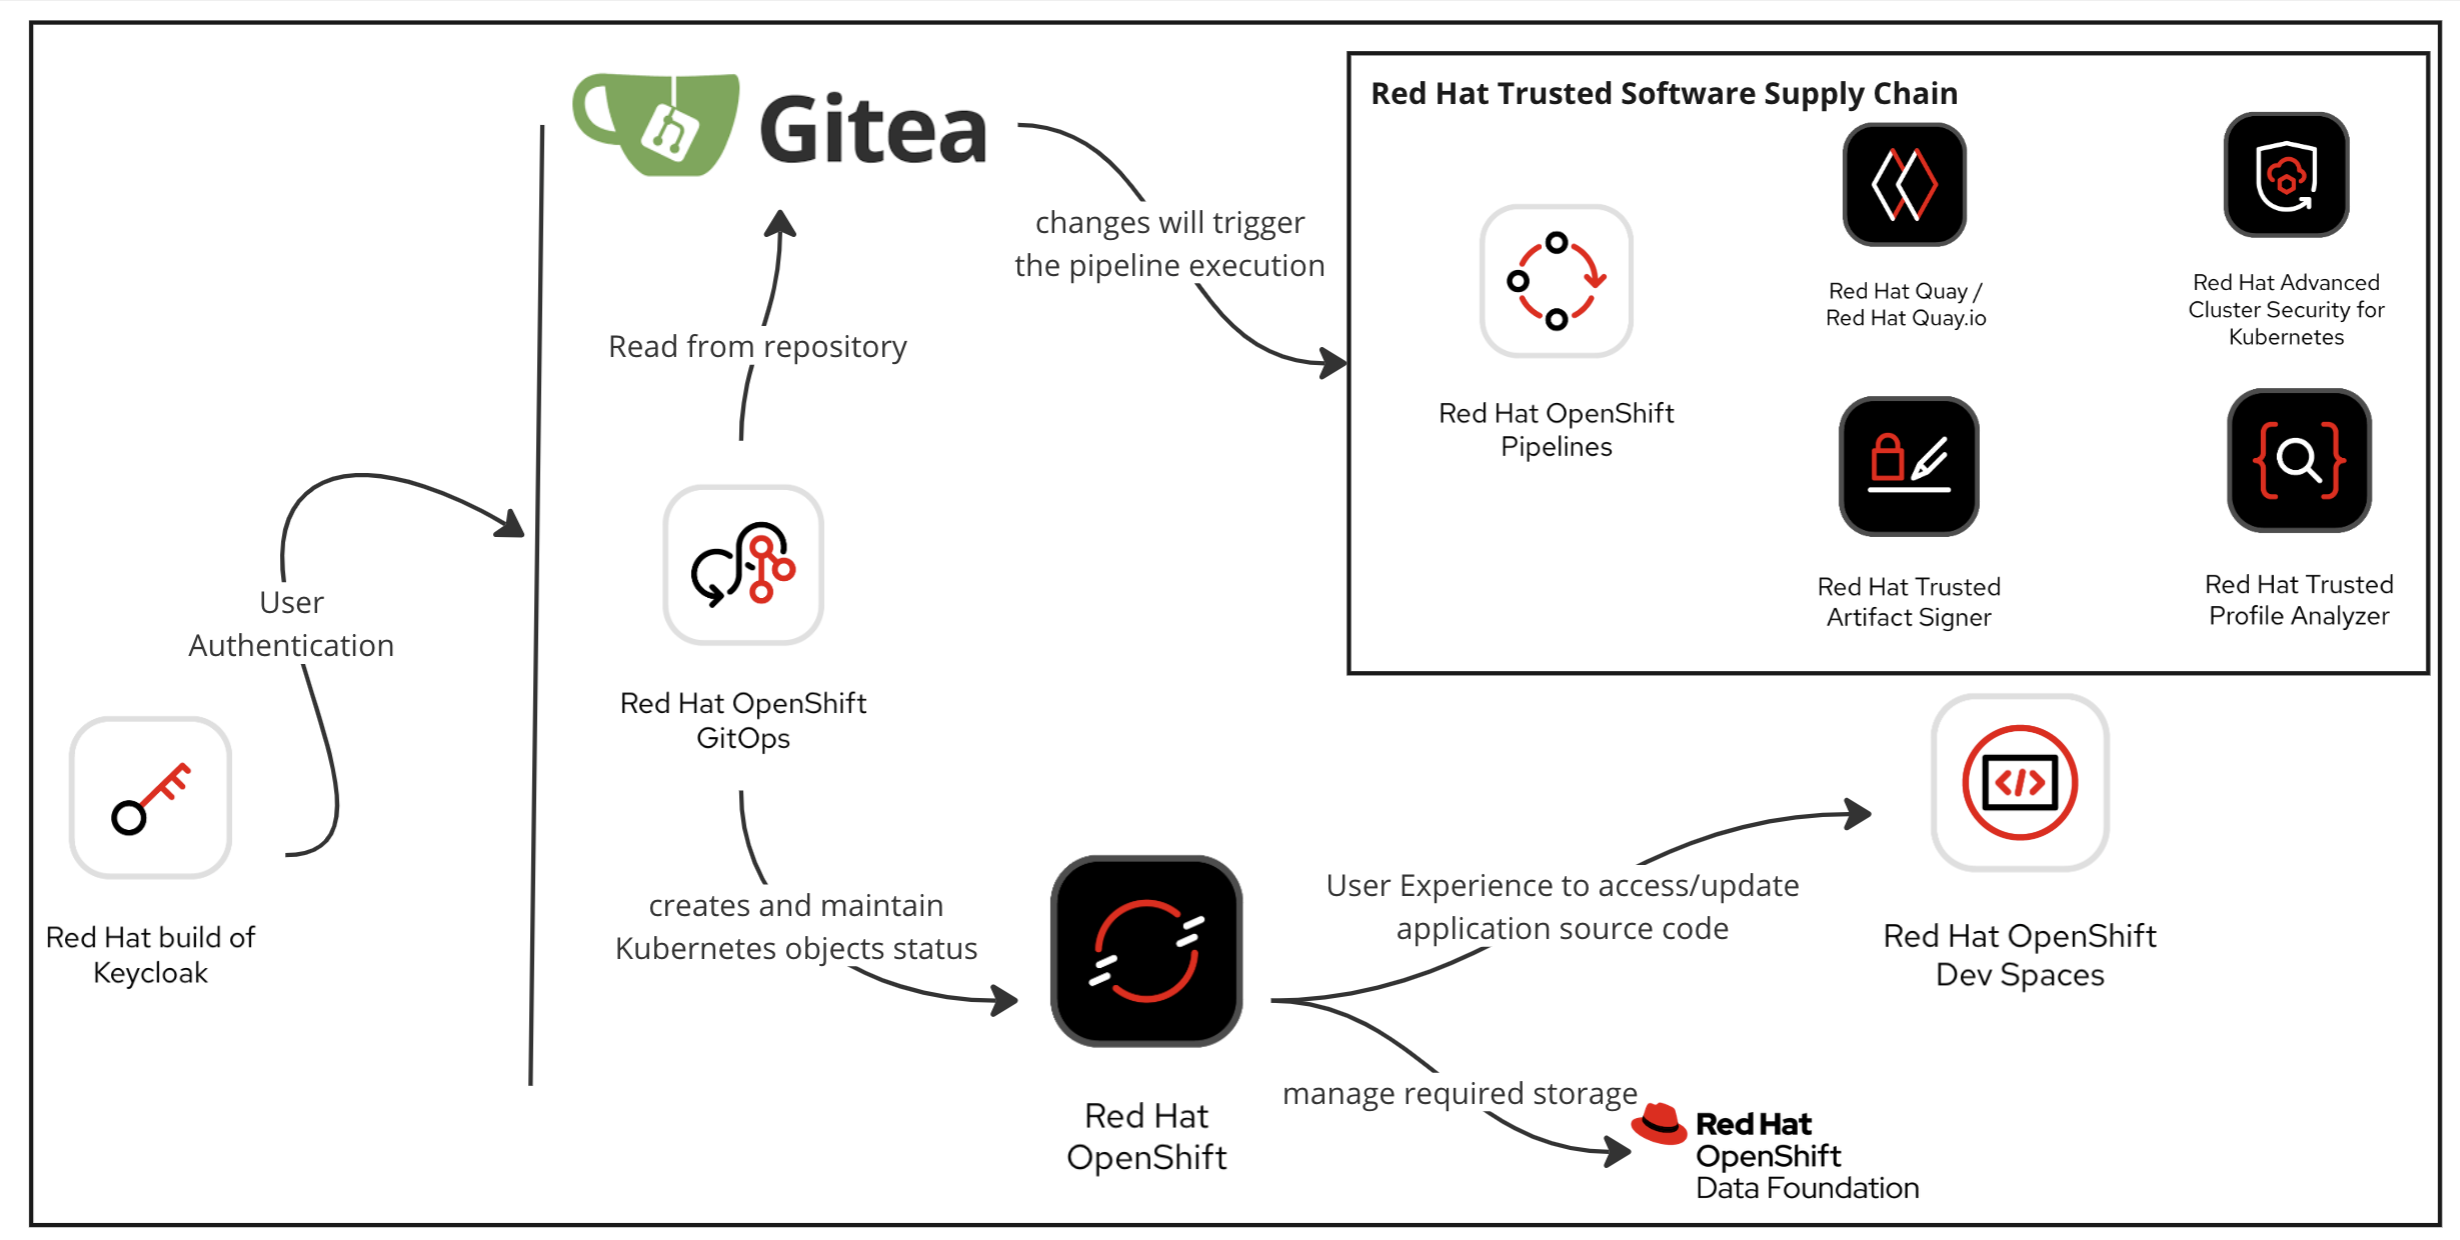 Gitea
Red Hat Trusted Software Supply Chain
changes will trigger
the pipeline execution
Red Hat OpenShift
Pipelines
Red Hat Quay /
Red Hat Quay.io
Red Hat Advanced
Cluster Security for
Kubernetes
Red Hat Trusted
Artifact Signer
Red Hat Trusted
Profile Analyzer
Read from repository
User
Authentication
Red Hat build of
Keycloak
Red Hat OpenShift
GitOps
creates and maintain
Kubernetes objects status
Red Hat
OpenShift
User Experience to access/update
application source code
Red Hat OpenShift
Dev Spaces
manage required storage
Red Hat
OpenShift
Data Foundation